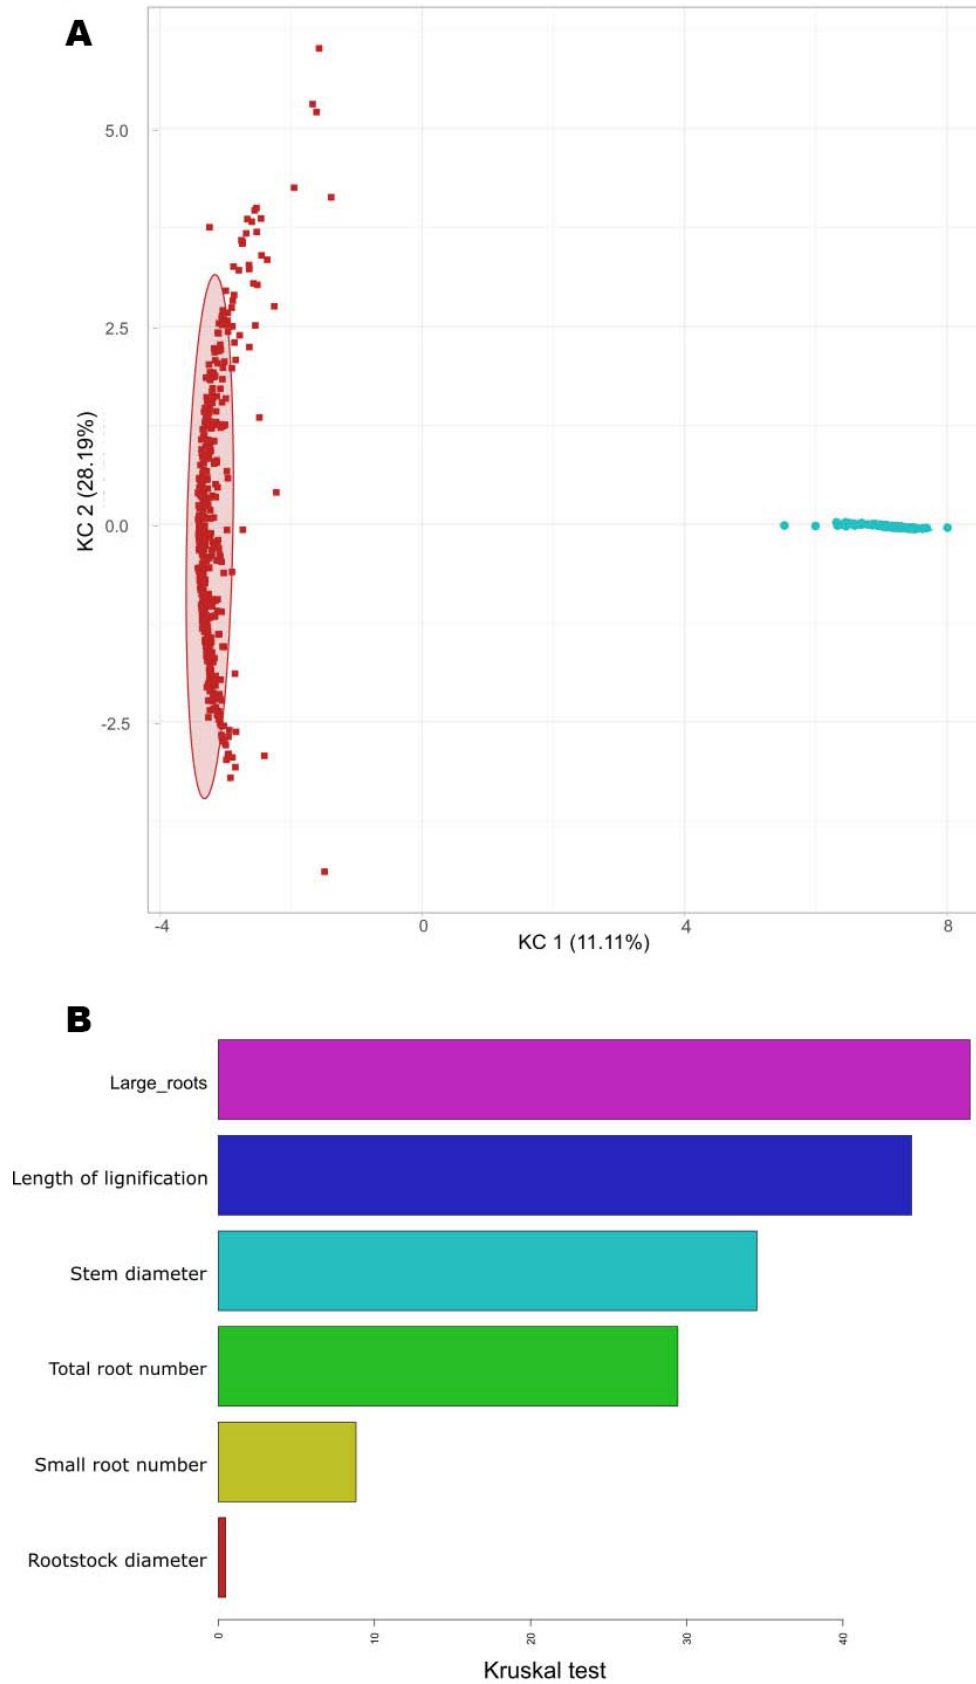 A
5.0
2.5
0.0
-2.5
KC 2 (28.19%)
-4
0
4
8
KC 1 (11.11%)
B
Large_roots
Length of lignification
Stem diameter
Total root number
Small root number
Rootstock diameter
0
10
20
30
40
Kruskal test